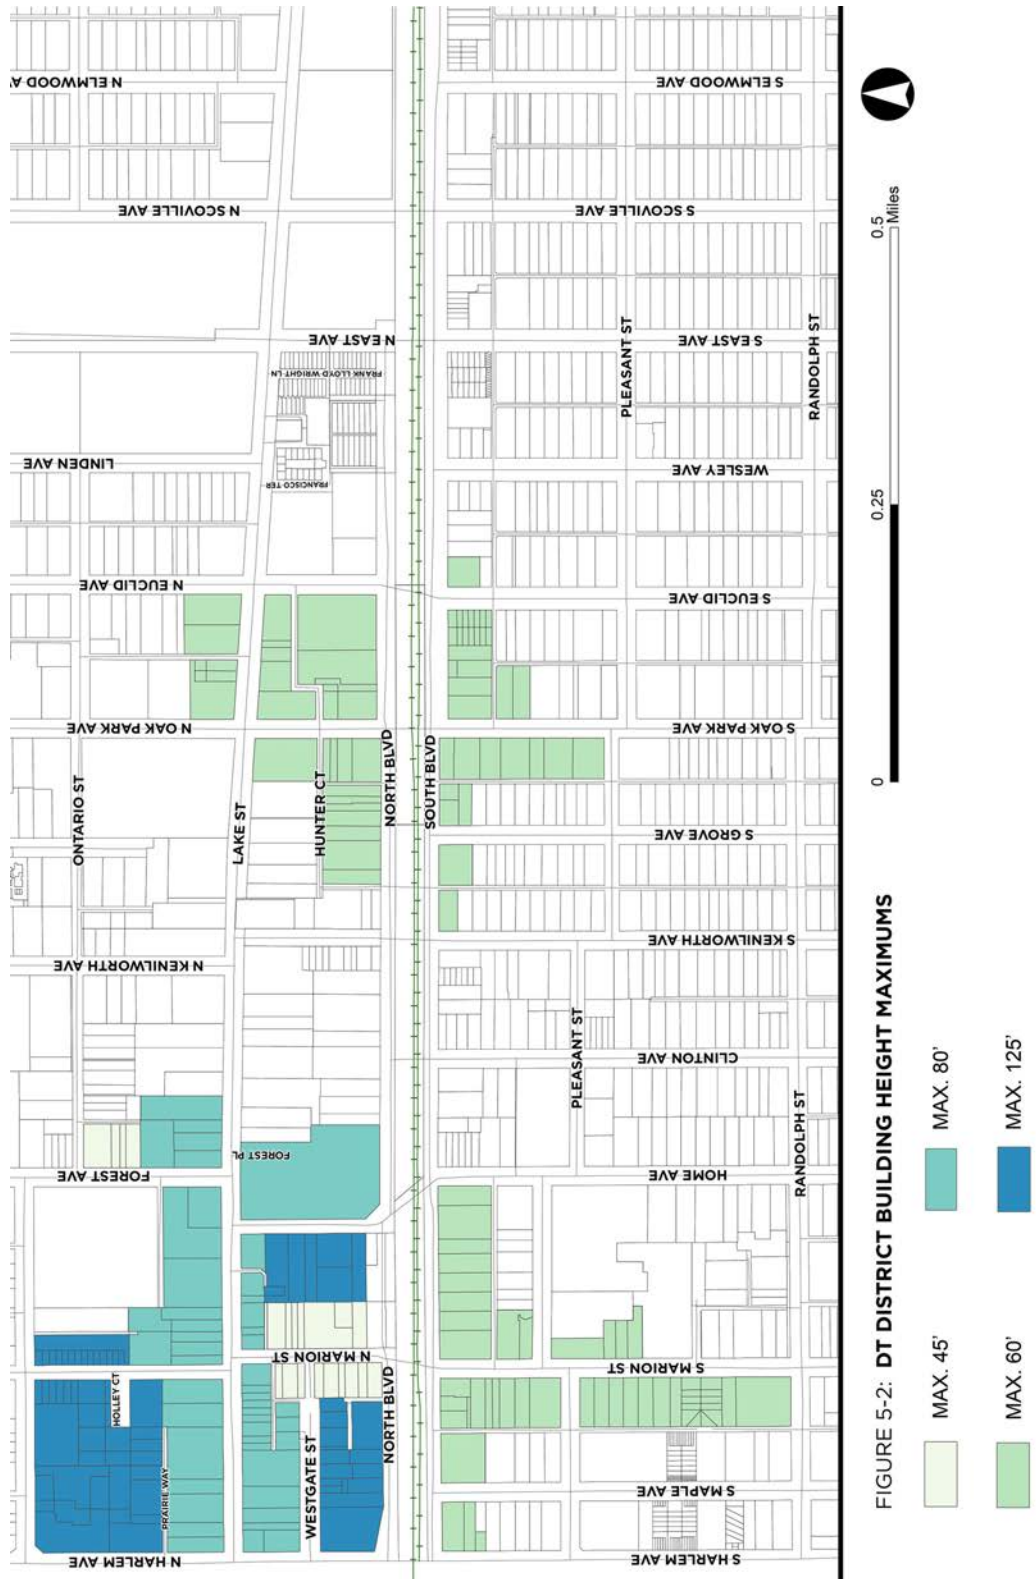 N ELMWOOD AV
S ELMWOOD AVE
N SCOVILLE AVE
S SCOVILLE AVE
N EAST AVE
S EAST AVE
PLEASANT ST
RANDOLPH ST
FRANK LLOYD WRIGHT LN
LINDEN AVE
FRANCISCO TER
WESLEY AVE
N EUCLID AVE
S EUCLID AVE
N OAK PARK AVE
S OAK PARK AVE
ONTARIO ST
LAKE ST
HUNTER CT
NORTH BLVD
SOUTH BLVD
S GROVE AVE
N KENILWORTH AVE
S KENILWORTH AVE
CLINTON AVE
PLEASANT ST
RANDOLPH ST
FOREST AVE
FOREST PL
HOME AVE
N MARION ST
S MARION ST
HOLLEY CT
PRAIRIE WAY
WESTGATE ST
NORTH BLVD
S MAPLE AVE
N HARLEM AVE
S HARLEM AVE
0
0.25
0.5
Miles
FIGURE 5-2: DT DISTRICT BUILDING HEIGHT MAXIMUMS
MAX. 45'
MAX. 80'
MAX. 60'
MAX. 125'